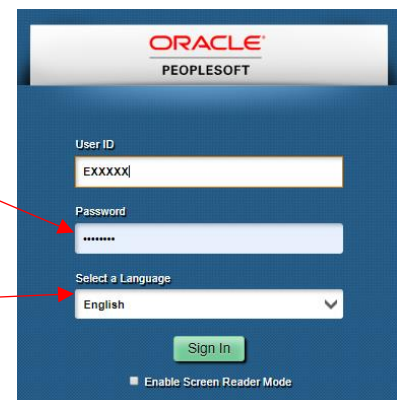 ORACLE
PEOPLESOFT
User ID
EXXXXX
Password
••••••••
Select a Language
English
Sign In
Enable Screen Reader Mode